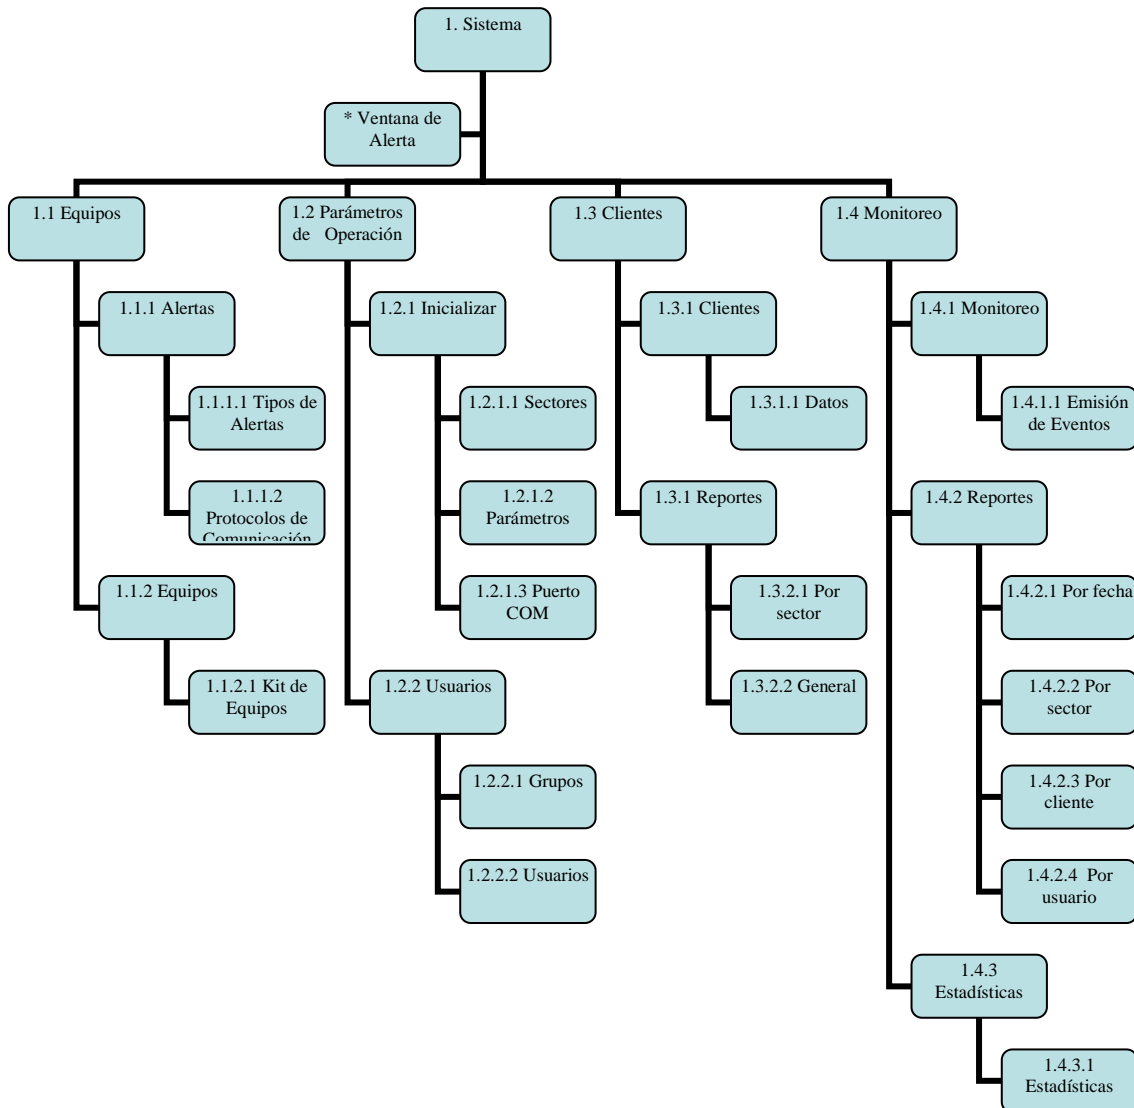 1. Sistema
* Ventana de
Alerta
1.1 Equipos
1.2 Parámetros
de Operación
1.3 Clientes
1.4 Monitoreo
1.1.1 Alertas
1.2.1 Inicializar
1.3.1 Clientes
1.4.1 Monitoreo
1.1.1.1 Tipos de
Alertas
1.2.1.1 Sectores
1.3.1.1 Datos
1.4.1.1 Emisión
de Eventos
1.1.1.2
Protocolos de
Comunicación
1.2.1.2
Parámetros
1.3.1 Reportes
1.4.2 Reportes
1.1.2 Equipos
1.2.1.3 Puerto
COM
1.3.2.1 Por
sector
1.4.2.1 Por fecha
1.1.2.1 Kit de
Equipos
1.2.2 Usuarios
1.3.2.2 General
1.4.2.2 Por
sector
1.2.2.1 Grupos
1.4.2.3 Por
cliente
1.2.2.2 Usuarios
1.4.2.4 Por
usuario
1.4.3
Estadísticas
1.4.3.1
Estadísticas